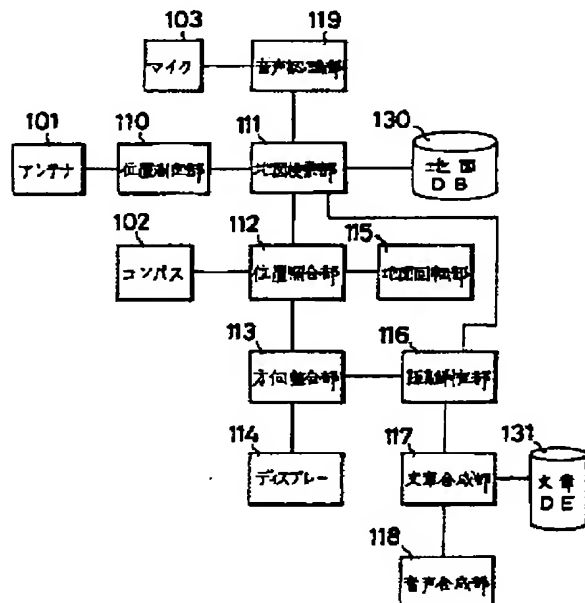 103
119
マイク
音声認識部
101
110
111
130
アンテナ
位置判定部
地図検索部
地図
DB
102
112
115
コンパス
位置照合部
地図回転部
113
116
方向整合部
距離判定部
114
117
131
ディスプレー
文章合成部
文章
DE
118
音声合成部